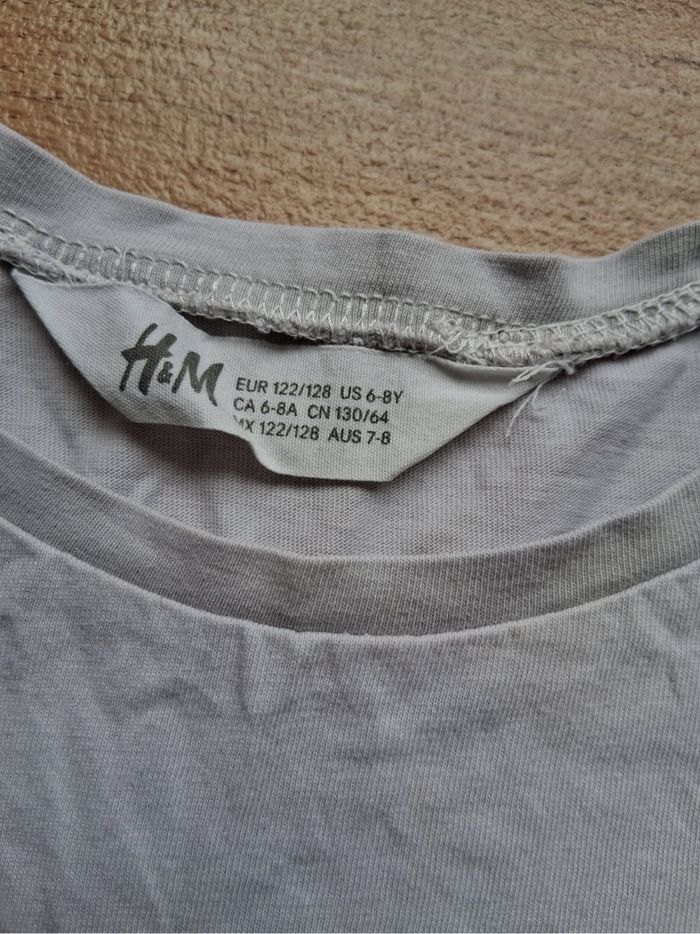 H&M
EUR 122/128 US 6-8Y
CA 6-8A CN 130/64
MX 122/128 AUS 7-8